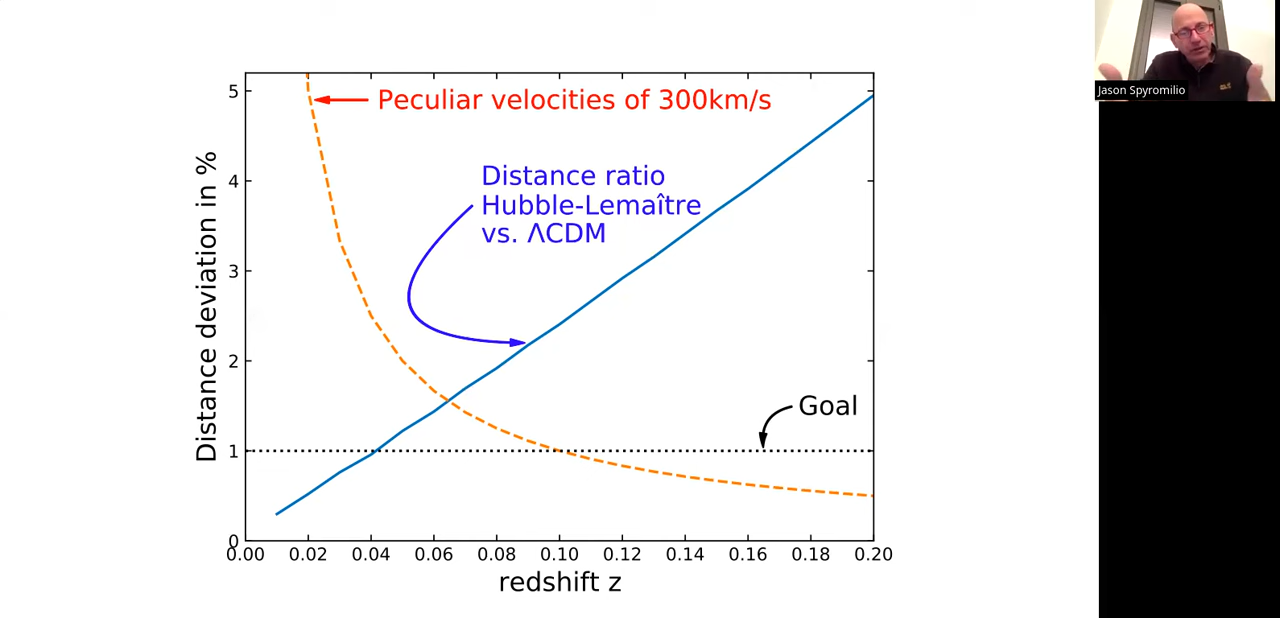 Peculiar velocities of 300km/s
Distance ratio
Hubble-Lemaître
vs. ΛCDM
Goal
Distance deviation in %
5
4
3
2
1
0
0.00 0.02 0.04 0.06 0.08 0.10 0.12 0.14 0.16 0.18 0.20
redshift z
Jason Spyromilio